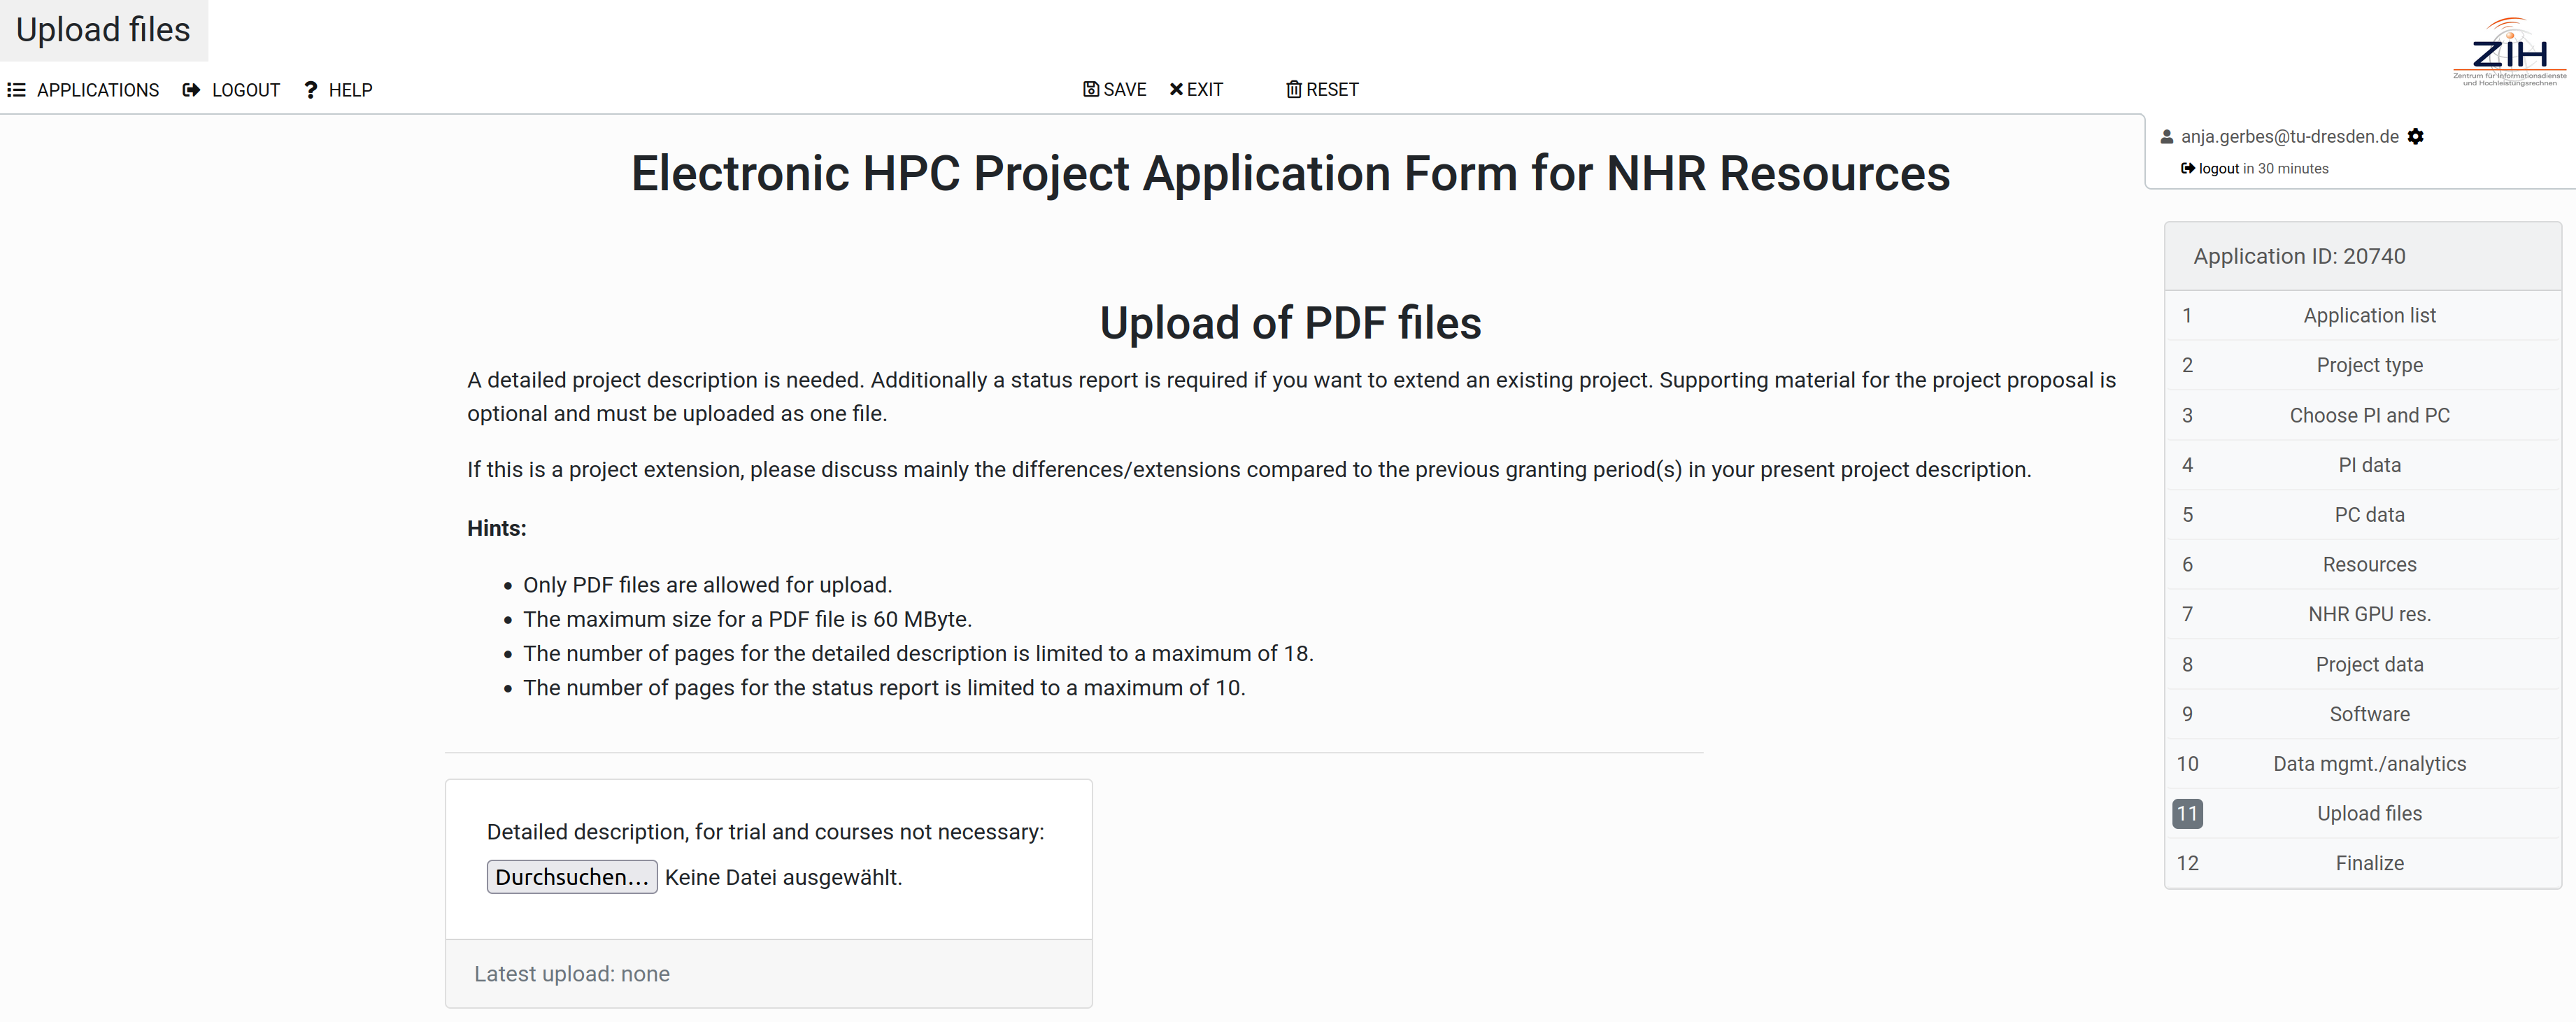 Upload files
APPLICATIONS LOGOUT ? HELP
SAVE EXIT RESET
ZIH
Zentrum für Informationsdienste
und Hochleistungsrechnen
anja.gerbes@tu-dresden.de
logout in 30 minutes
Electronic HPC Project Application Form for NHR Resources
Upload of PDF files
A detailed project description is needed. Additionally a status report is required if you want to extend an existing project. Supporting material for the project proposal is
optional and must be uploaded as one file.
If this is a project extension, please discuss mainly the differences/extensions compared to the previous granting period(s) in your present project description.
Hints:
• Only PDF files are allowed for upload.
• The maximum size for a PDF file is 60 MByte.
• The number of pages for the detailed description is limited to a maximum of 18.
• The number of pages for the status report is limited to a maximum of 10.
Detailed description, for trial and courses not necessary:
Durchsuchen... Keine Datei ausgewählt.
Latest upload: none
Application ID: 20740
1 Application list
2 Project type
3 Choose PI and PC
4 PI data
5 PC data
6 Resources
7 NHR GPU res.
8 Project data
9 Software
10 Data mgmt./analytics
11 Upload files
12 Finalize